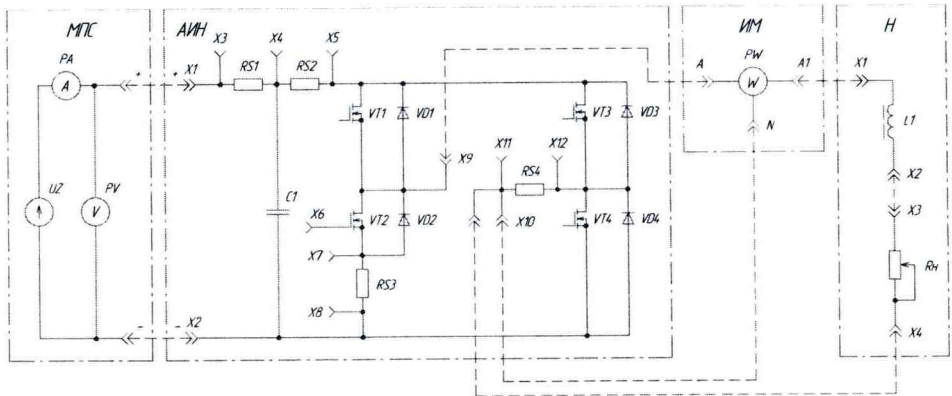 МПС
АИН
ИМ
Н
PA
A
X1
X3
X4
X5
RS1
RS2
PW
A
W
A1
X1
N
L1
UZ
PV
V
C1
VT1
VD1
VT3
VD3
X9
X11
X12
RS4
X10
X6
VT2
VD2
VT4
VD4
X7
RS3
X8
X2
X2
X3
Rн
X4